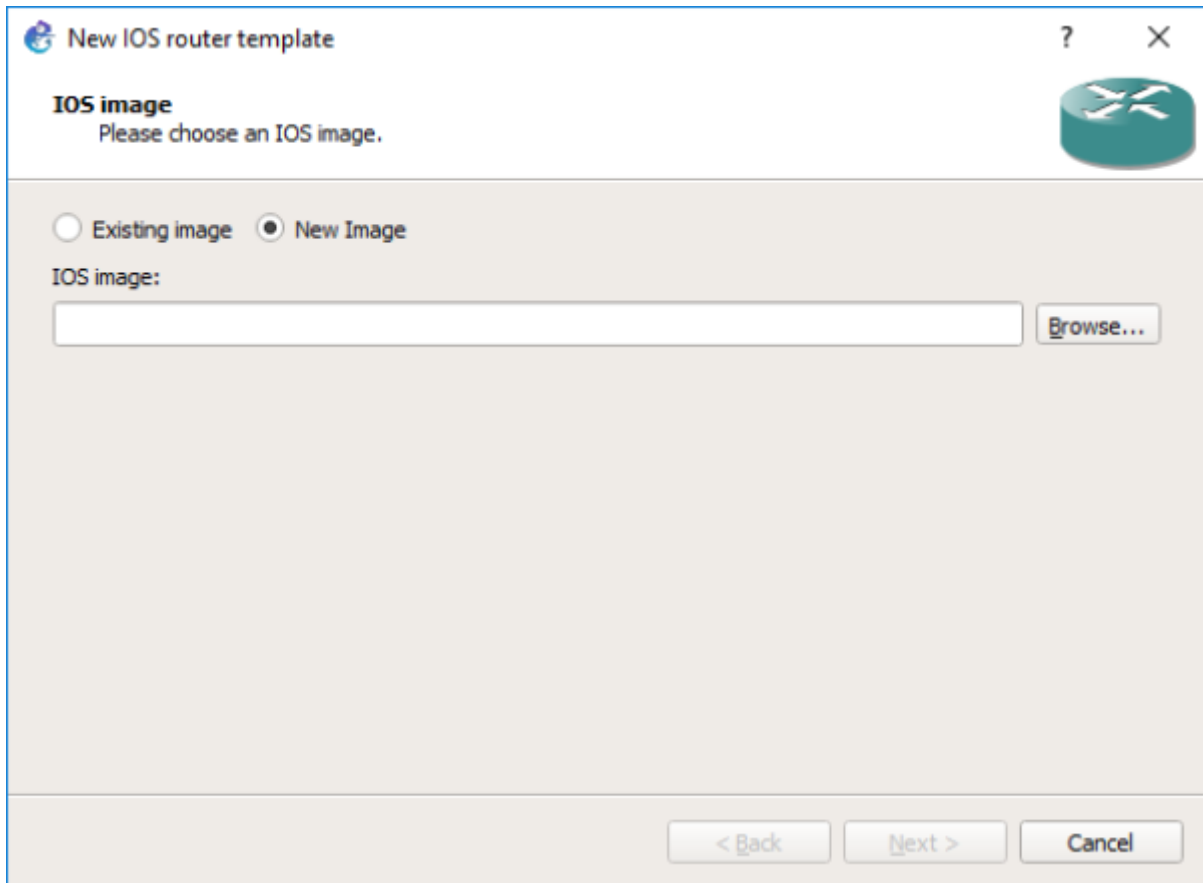 New IOS router template ?
IOS image
Please choose an IOS image.
Existing image New Image
IOS image:
Browse...
< Back Next > Cancel